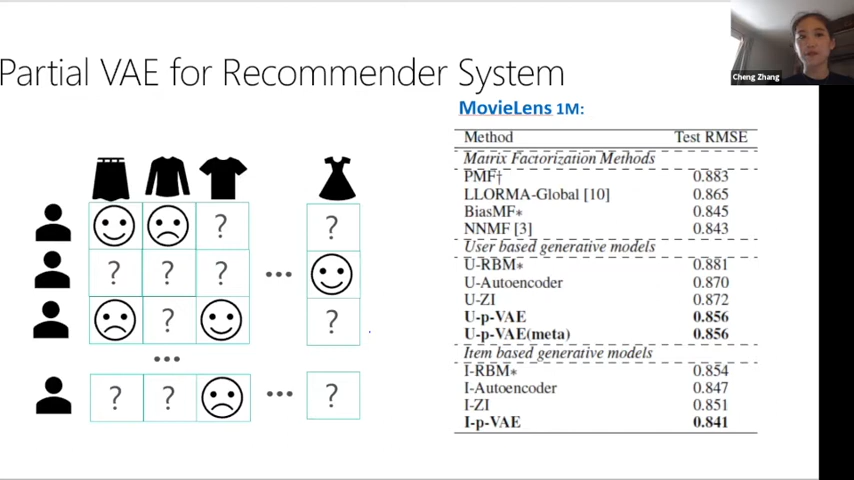 Cheng Zhang
Partial VAE for Recommender System
MovieLens 1M:
Method Test RMSE
Matrix Factorization Methods
PMF† 0.883
LLORMA-Global [10] 0.865
BiasMF* 0.845
NNMF [3] 0.843
User based generative models
U-RBM* 0.881
U-Autoencoder 0.870
U-ZI 0.872
U-p-VAE 0.856
U-p-VAE(meta) 0.856
Item based generative models
I-RBM* 0.854
I-Autoencoder 0.847
I-ZI 0.851
I-p-VAE 0.841
? ?
? ? ? ...
? ?
...
? ? ... ?